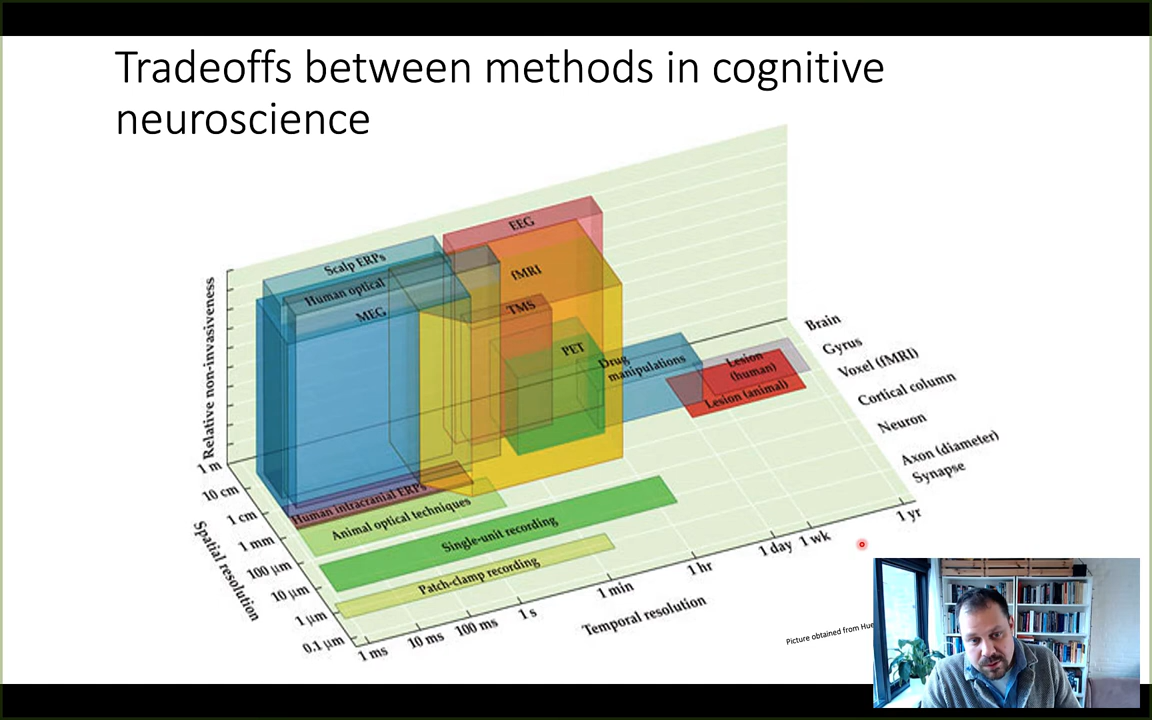 Tradeoffs between methods in cognitive
neuroscience
EEG
Scalp ERPs
fMRI
Human optical
MEG
TMS
PET
Drug
manipulations
Lesion
(human)
Lesion (animal)
Human intracranial ERPs
Animal optical techniques
Single-unit recording
Patch-clamp recording
Relative non-invasiveness
Brain
Gyrus
Voxel (fMRI)
Cortical column
Neuron
Axon (diameter)
Synapse
1 m
10 cm
1 cm
1 mm
100 μm
10 μm
1 μm
0.1 μm
Spatial resolution
1 ms
10 ms
100 ms
1 s
1 min
1 hr
1 day
1 wk
1 yr
Temporal resolution
Picture obtained from